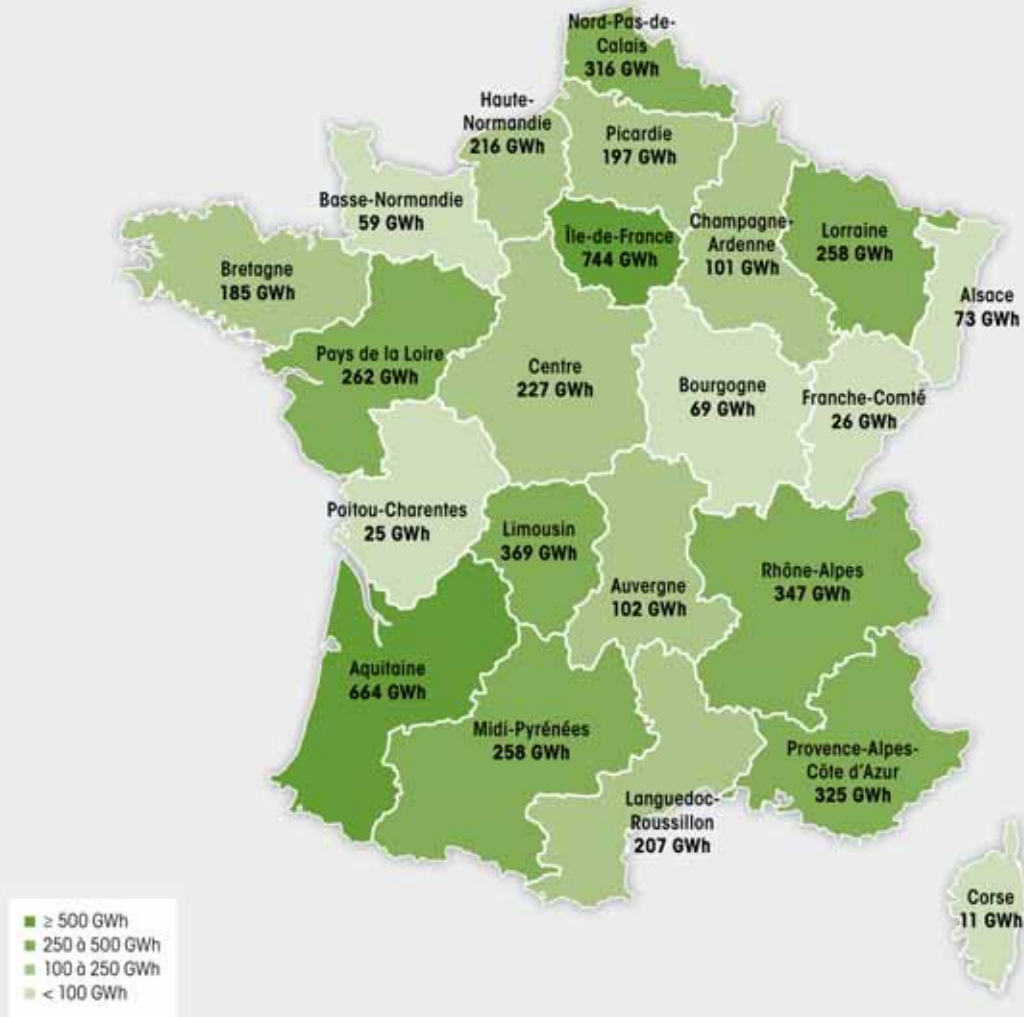 Nord-Pas-de-
Calais
316 GWh
Haute-
Normandie
216 GWh
Picardie
197 GWh
Basse-Normandie
59 GWh
Île-de-France
744 GWh
Champagne-
Ardenne
101 GWh
Lorraine
258 GWh
Alsace
73 GWh
Bretagne
185 GWh
Pays de la Loire
262 GWh
Centre
227 GWh
Bourgogne
69 GWh
Franche-Comté
26 GWh
Poitou-Charentes
25 GWh
Limousin
369 GWh
Auvergne
102 GWh
Rhône-Alpes
347 GWh
Aquitaine
664 GWh
Midi-Pyrénées
258 GWh
Provence-Alpes-
Côte d'Azur
325 GWh
Languedoc-
Roussillon
207 GWh
Corse
11 GWh
≥ 500 GWh
250 à 500 GWh
100 à 250 GWh
< 100 GWh